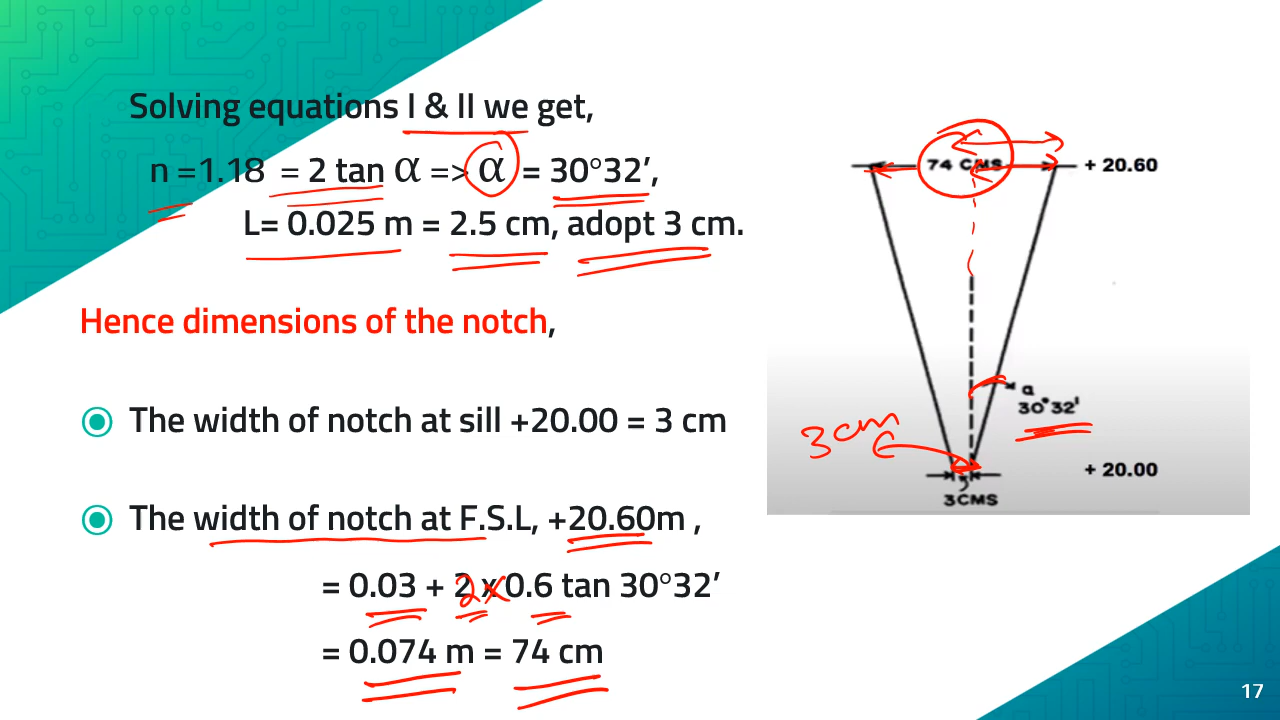 Solving equations I & II we get,
n =1.18 = 2 tan α => α = 30°32′,
L= 0.025 m = 2.5 cm, adopt 3 cm.
Hence dimensions of the notch,
The width of notch at sill +20.00 = 3 cm
The width of notch at F.S.L, +20.60m ,
= 0.03 + 2 x 0.6 tan 30°32′
= 0.074 m = 74 cm
74 CMS
+ 20.60
α
30°32'
3cm
+ 20.00
3CMS
17